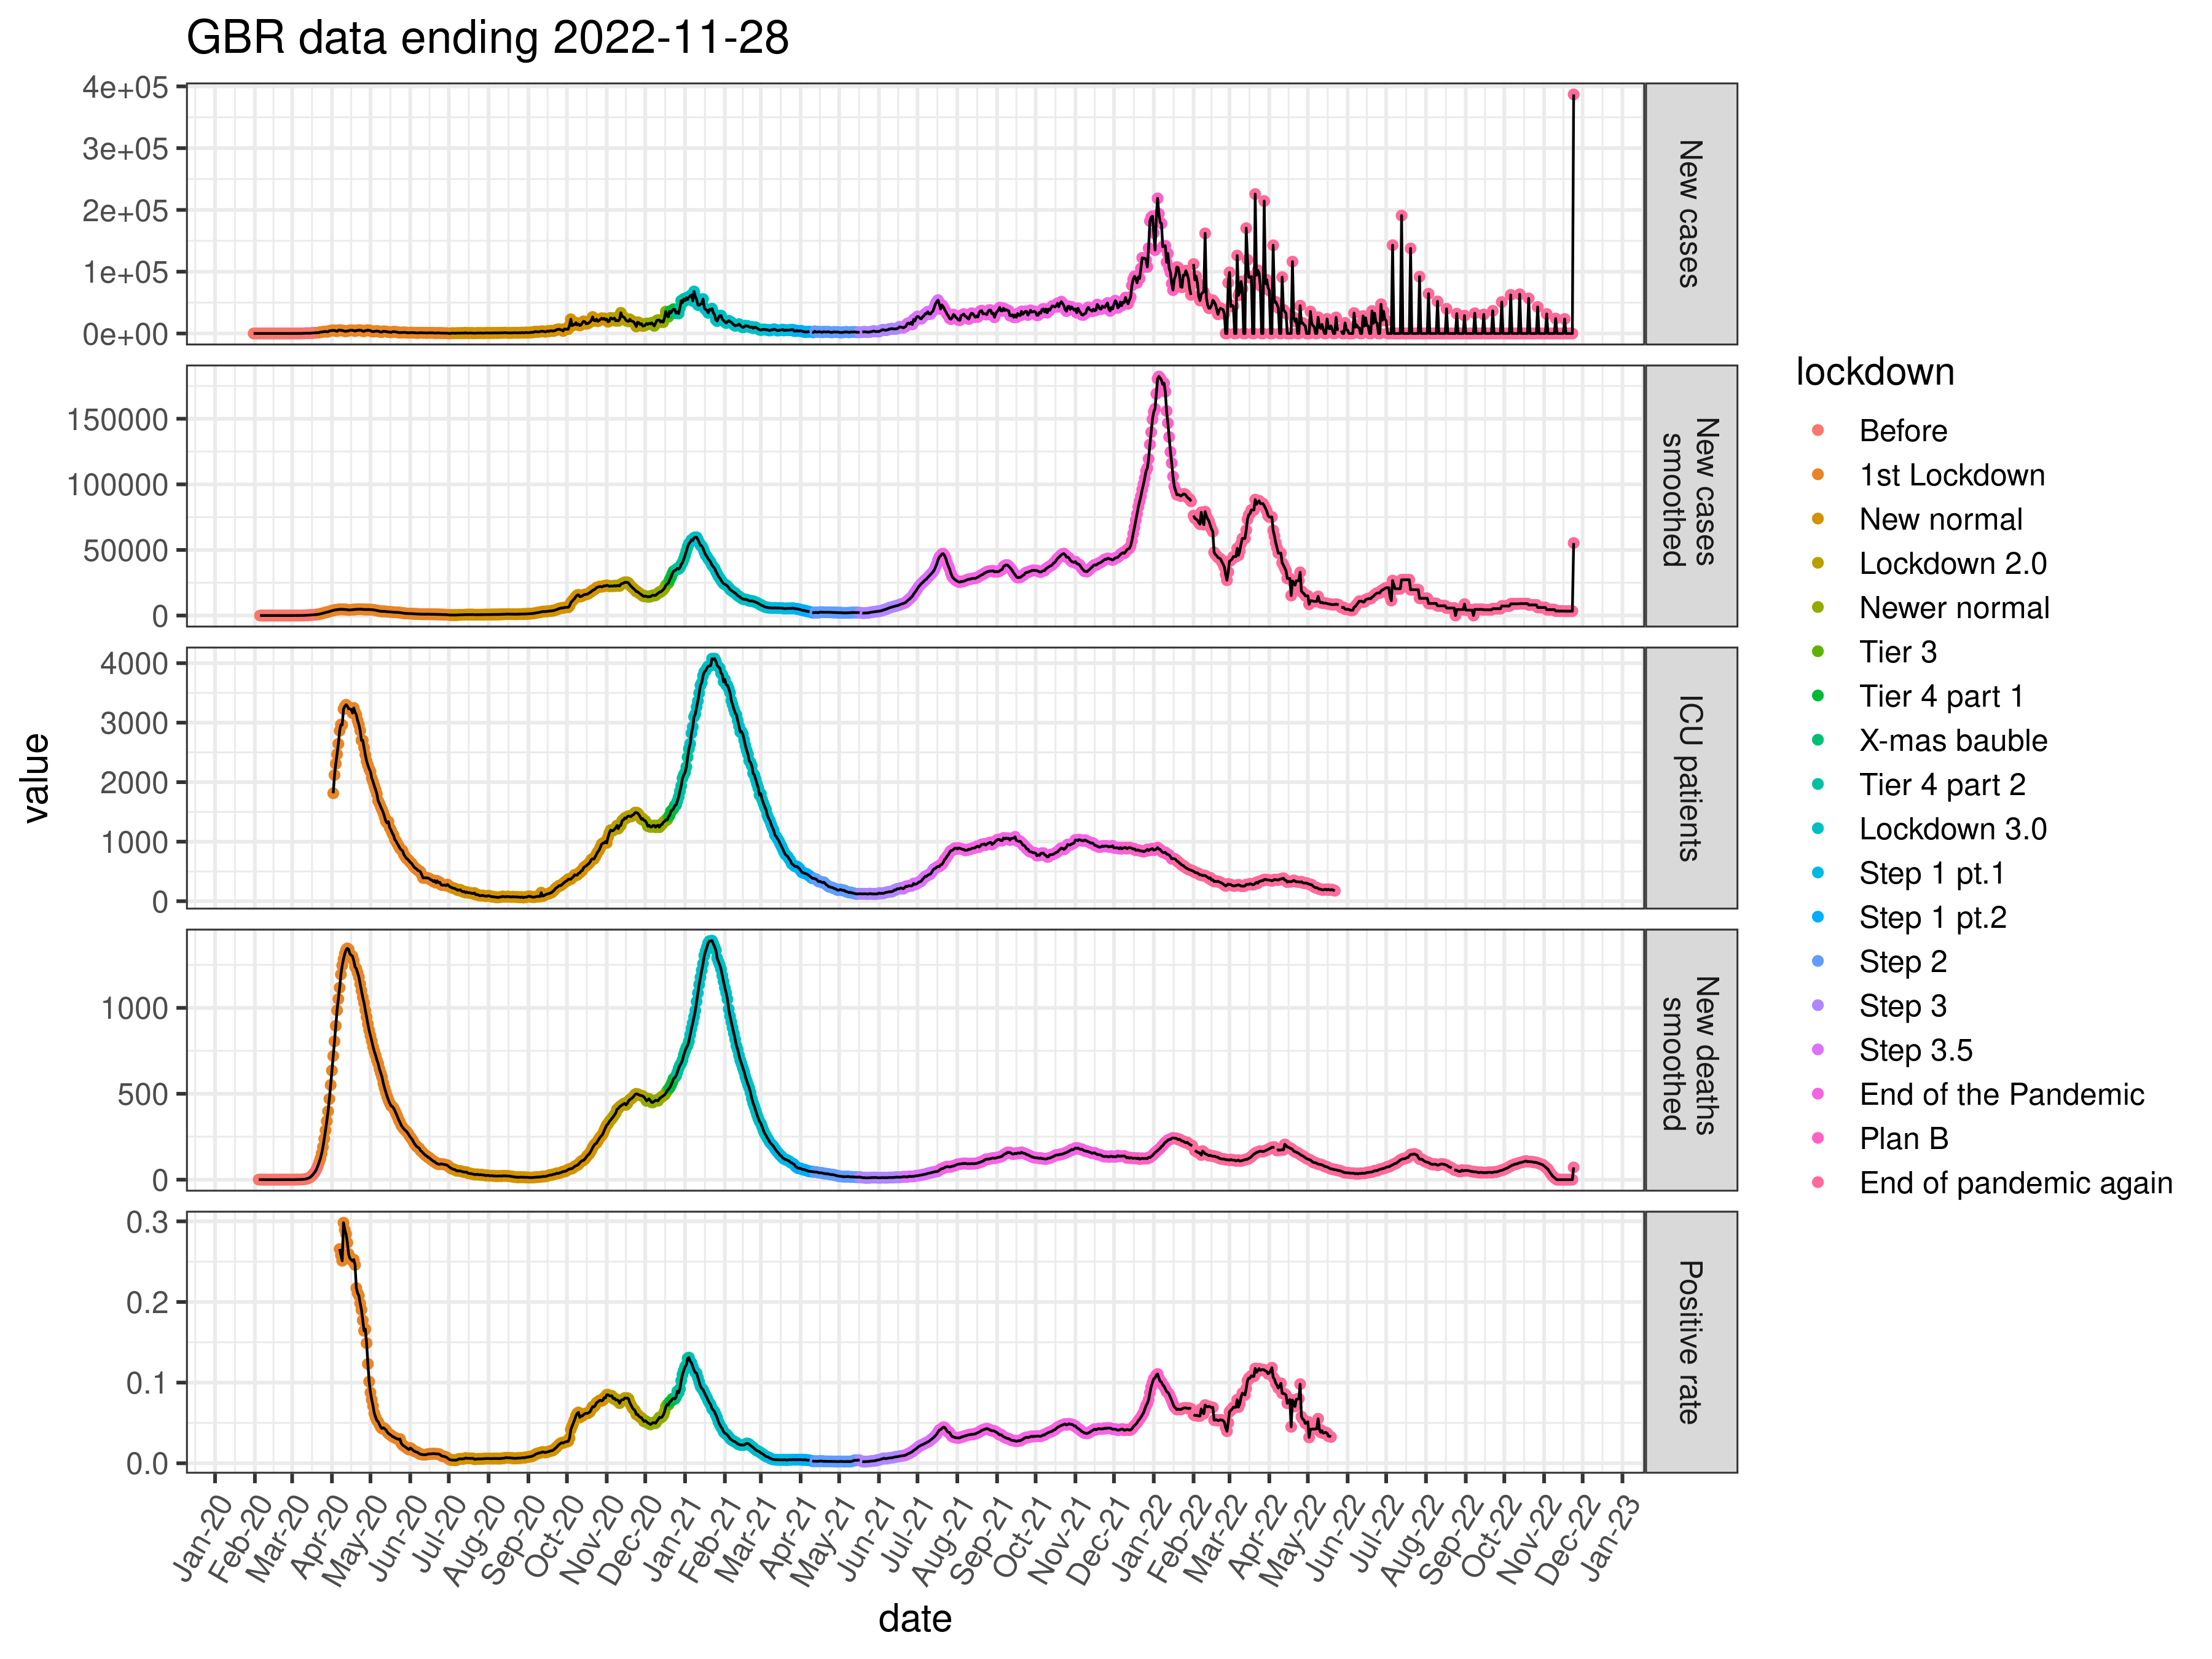 GBR data ending 2022-11-28
4e+05
3e+05
2e+05
1e+05
0e+00
New cases
150000
100000
50000
0
New cases
smoothed
4000
3000
2000
1000
0
ICU patients
1000
500
0
New deaths
smoothed
0.3
0.2
0.1
0.0
Positive rate
value
Jan-20
Feb-20
Mar-20
Apr-20
May-20
Jun-20
Jul-20
Aug-20
Sep-20
Oct-20
Nov-20
Dec-20
Jan-21
Feb-21
Mar-21
Apr-21
May-21
Jun-21
Jul-21
Aug-21
Sep-21
Oct-21
Nov-21
Dec-21
Jan-22
Feb-22
Mar-22
Apr-22
May-22
Jun-22
Jul-22
Aug-22
Sep-22
Oct-22
Nov-22
Dec-22
Jan-23
date
lockdown
Before
1st Lockdown
New normal
Lockdown 2.0
Newer normal
Tier 3
Tier 4 part 1
X-mas bauble
Tier 4 part 2
Lockdown 3.0
Step 1 pt.1
Step 1 pt.2
Step 2
Step 3
Step 3.5
End of the Pandemic
Plan B
End of pandemic again